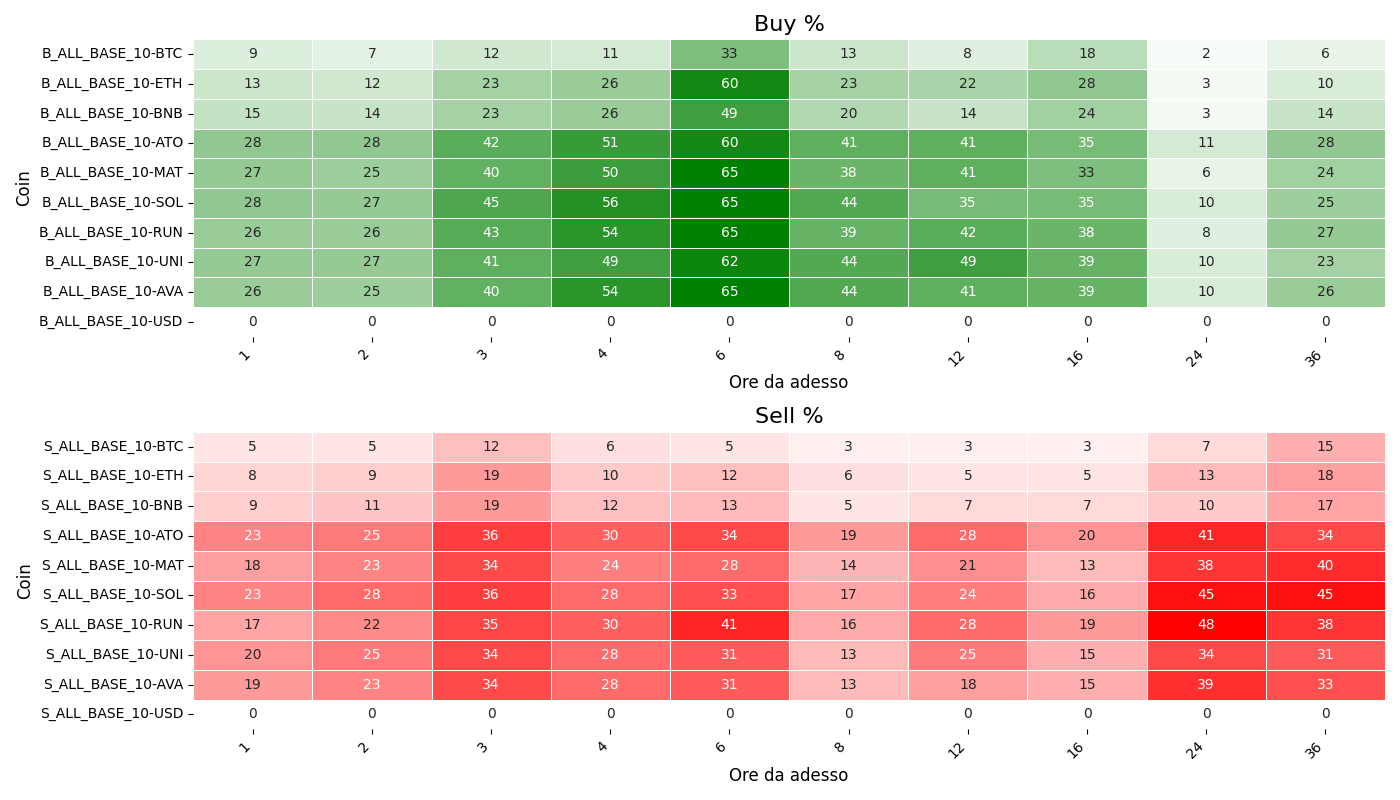 Buy %
Coin
B_ALL_BASE_10-BTC 9 7 12 11 33 13 8 18 2 6
B_ALL_BASE_10-ETH 13 12 23 26 60 23 22 28 3 10
B_ALL_BASE_10-BNB 15 14 23 26 49 20 14 24 3 14
B_ALL_BASE_10-ATO 28 28 42 51 60 41 41 35 11 28
B_ALL_BASE_10-MAT 27 25 40 50 65 38 41 33 6 24
B_ALL_BASE_10-SOL 28 27 45 56 65 44 35 35 10 25
B_ALL_BASE_10-RUN 26 26 43 54 65 39 42 38 8 27
B_ALL_BASE_10-UNI 27 27 41 49 62 44 49 39 10 23
B_ALL_BASE_10-AVA 26 25 40 54 65 44 41 39 10 26
B_ALL_BASE_10-USD 0 0 0 0 0 0 0 0 0 0
1 2 3 4 6 8 12 16 24 36
Ore da adesso
Sell %
Coin
S_ALL_BASE_10-BTC 5 5 12 6 5 3 3 3 7 15
S_ALL_BASE_10-ETH 8 9 19 10 12 6 5 5 13 18
S_ALL_BASE_10-BNB 9 11 19 12 13 5 7 7 10 17
S_ALL_BASE_10-ATO 23 25 36 30 34 19 28 20 41 34
S_ALL_BASE_10-MAT 18 23 34 24 28 14 21 13 38 40
S_ALL_BASE_10-SOL 23 28 36 28 33 17 24 16 45 45
S_ALL_BASE_10-RUN 17 22 35 30 41 16 28 19 48 38
S_ALL_BASE_10-UNI 20 25 34 28 31 13 25 15 34 31
S_ALL_BASE_10-AVA 19 23 34 28 31 13 18 15 39 33
S_ALL_BASE_10-USD 0 0 0 0 0 0 0 0 0 0
1 2 3 4 6 8 12 16 24 36
Ore da adesso